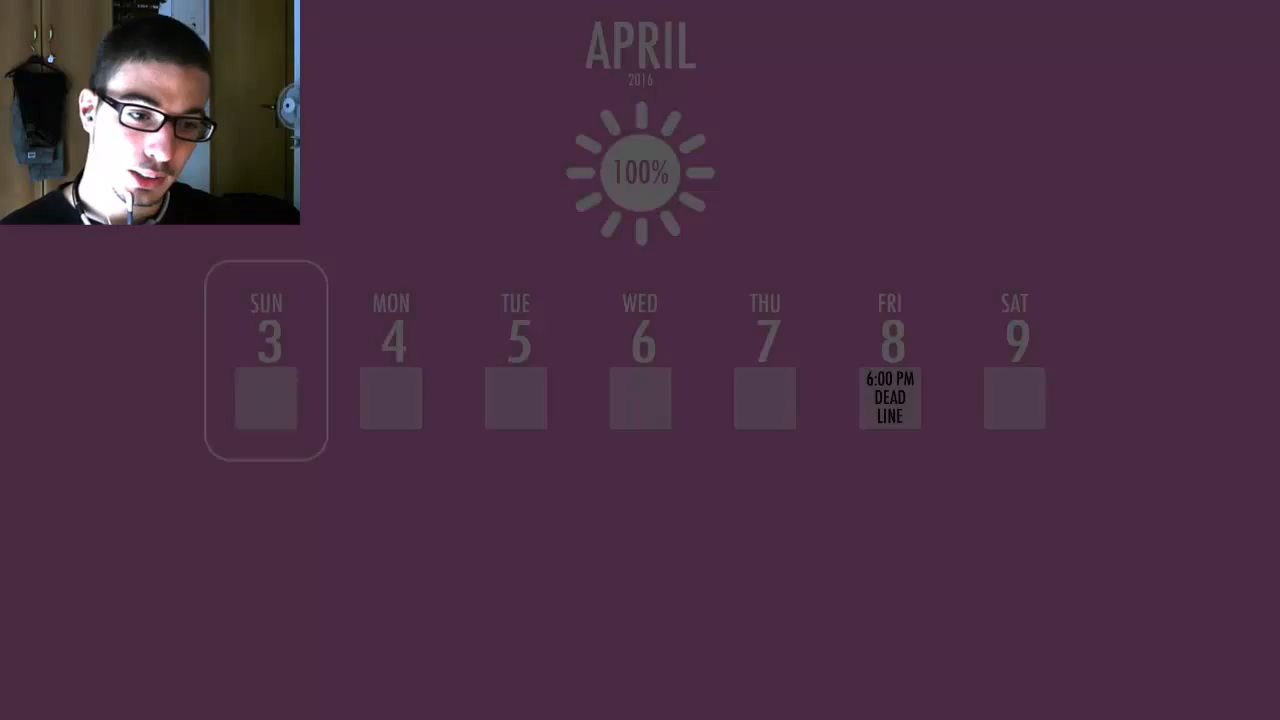 APRIL
2016
100%
SUN MON TUE WED THU FRI SAT
3 4 5 6 7 8 9
6:00 PM
DEAD
LINE